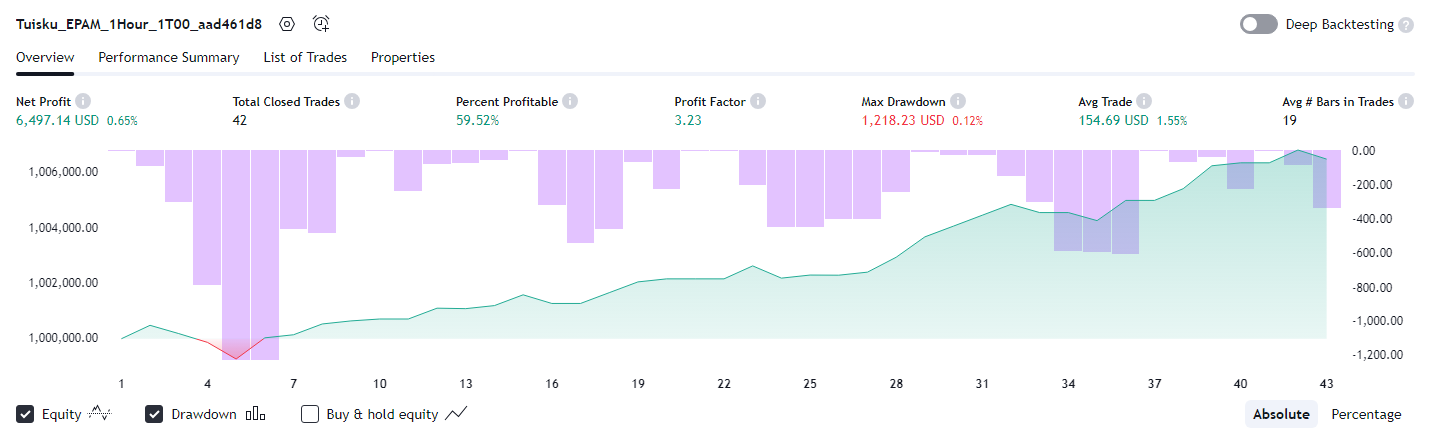 Tuisku_EPAM_1Hour_1T00_aad461d8 Deep Backtesting ?
Overview Performance Summary List of Trades Properties
Net Profit Total Closed Trades Percent Profitable Profit Factor Max Drawdown Avg Trade Avg # Bars in Trades
6,497.14 USD 0.65% 42 59.52% 3.23 1,218.23 USD 0.12% 154.69 USD 1.55% 19
0.00
1,006,000.00
-200.00
-400.00
1,004,000.00
-600.00
1,002,000.00
-800.00
-1,000.00
1,000,000.00
-1,200.00
1 4 7 10 13 16 19 22 25 28 31 34 37 40 43
Equity Drawdown Buy & hold equity Absolute Percentage